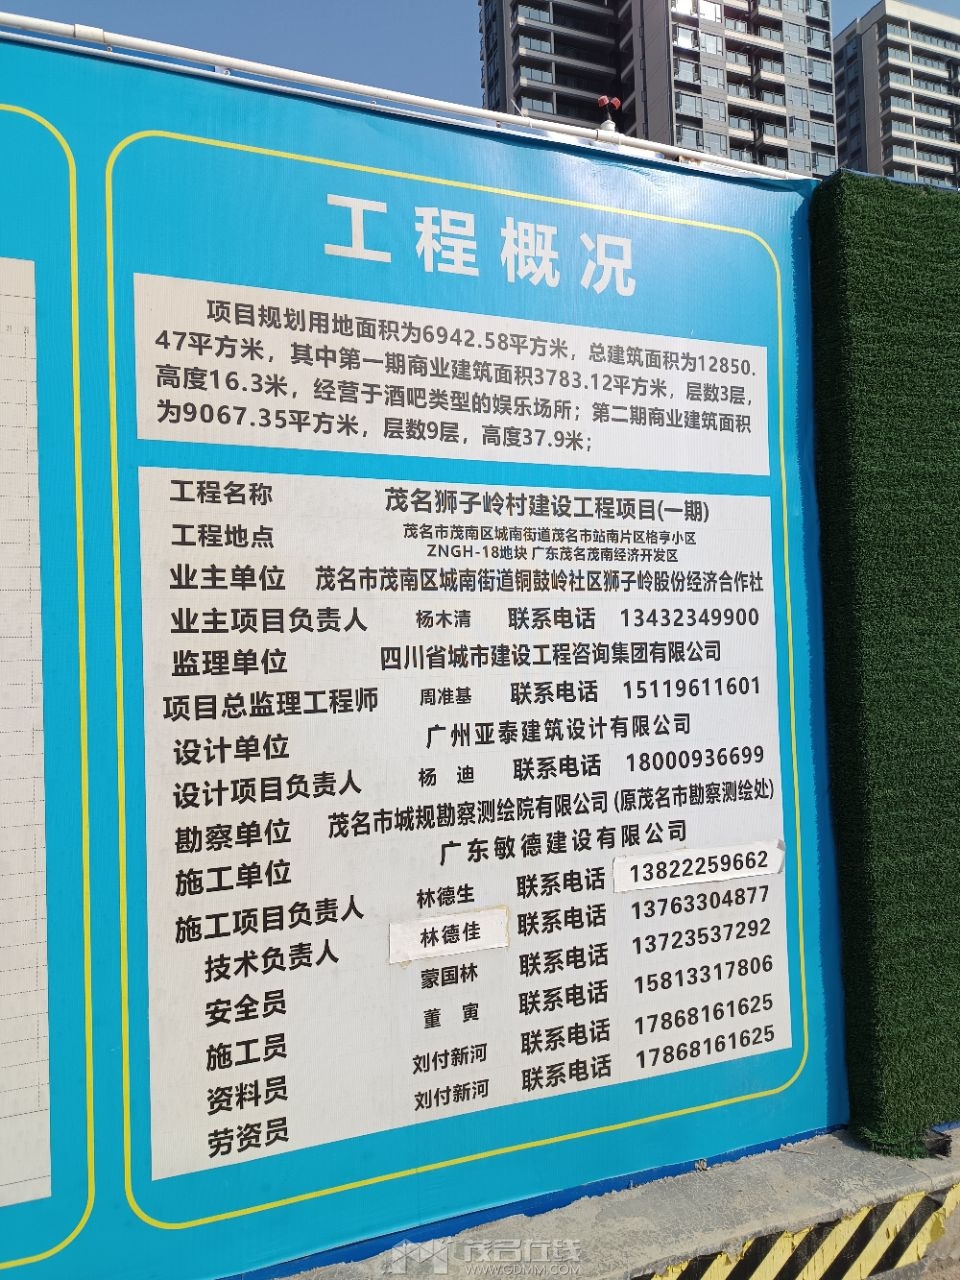 工程概况
项目规划用地面积为6942.58平方米，总建筑面积为12850.
47平方米，其中第一期商业建筑面积3783.12平方米，层数3层，
高度16.3米，经营于酒吧类型的娱乐场所；第二期商业建筑面积
为9067.35平方米，层数9层，高度37.9米；
工程名称 茂名狮子岭村建设工程项目(一期)
工程地点 茂名市茂南区城南街道茂名市站南片区格亨小区
ZNGH-18地块 广东茂名茂南经济开发区
业主单位 茂名市茂南区城南街道铜鼓岭社区狮子岭股份经济合作社
业主项目负责人 杨木清 联系电话 13432349900
监理单位 四川省城市建设工程咨询集团有限公司
项目总监理工程师 周准基 联系电话 15119611601
设计单位 广州亚泰建筑设计有限公司
设计项目负责人 杨迪 联系电话 18000936699
勘察单位 茂名市城规勘察测绘院有限公司(原茂名市勘察测绘处)
施工单位 广东敏德建设有限公司
施工项目负责人 林德生 联系电话 13822259662
技术负责人 林德佳 联系电话 13763304877
安全员 蒙国林 联系电话 13723537292
施工员 董寅 联系电话 15813317806
资料员 刘付新河 联系电话 17868161625
劳资员 刘付新河 联系电话 17868161625
茂名在线
WWW.GDMM.COM